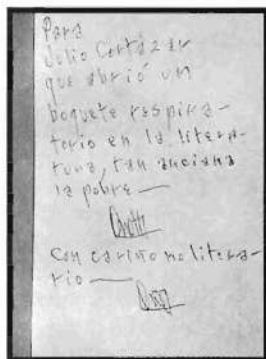 Para
Julio Cortázar
que abrió un
boquete respira-
torio en la litera-
tura, tan anciana
la pobre —
Con cariño no litera-
rio —